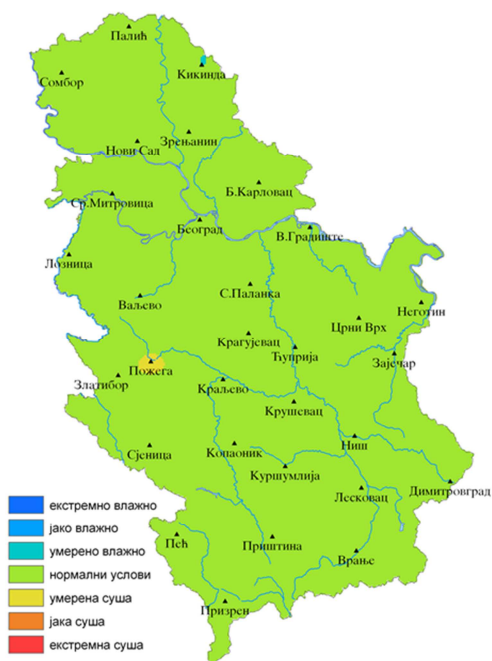 Палић
Сомбор
Кикинда
Зрењанин
Нови Сад
Б.Карловац
Ср.Митровица
Београд
В.Градиште
Лозница
С.Паланка
Ваљево
Неготин
Црни Врх
Крагујевац
Ћуприја
Зајечар
Пожега
Златибор
Краљево
Крушевац
Ниш
Сјеница
Копаоник
Куршумлија
Лесковац
Димитровград
Пећ
Приштина
Врање
Призрен
екстремно влажно
јако влажно
умерено влажно
нормални услови
умерена суша
јака суша
екстремна суша